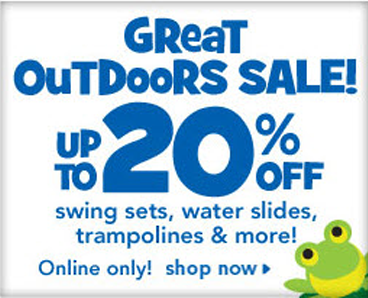 GReaT
OuTDooRS SALE!
UP TO 20% OFF
swing sets, water slides,
trampolines & more!
Online only! shop now